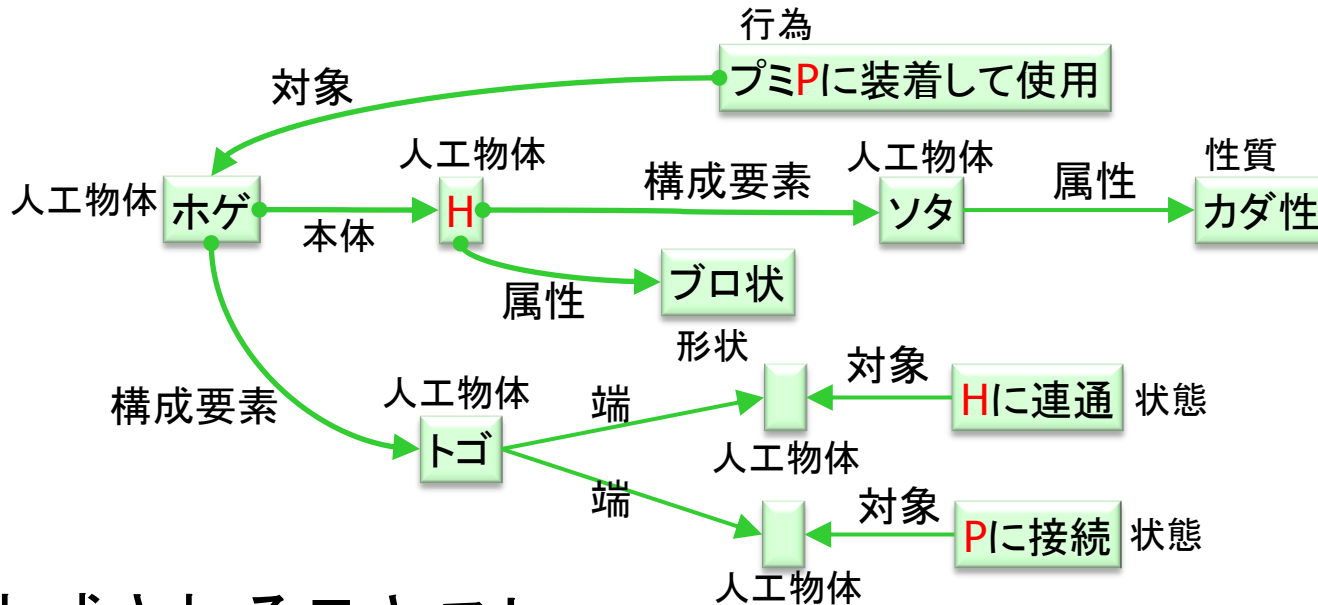 行為
プミPに装着して使用
対象
人工物体
ホゲ
本体
人工物体
H
構成要素
人工物体
ソタ
属性
性質
カダ性
属性
ブロ状
形状
構成要素
人工物体
トゴ
端
人工物体
対象
Hに連通
状態
端
人工物体
対象
Pに接続
状態